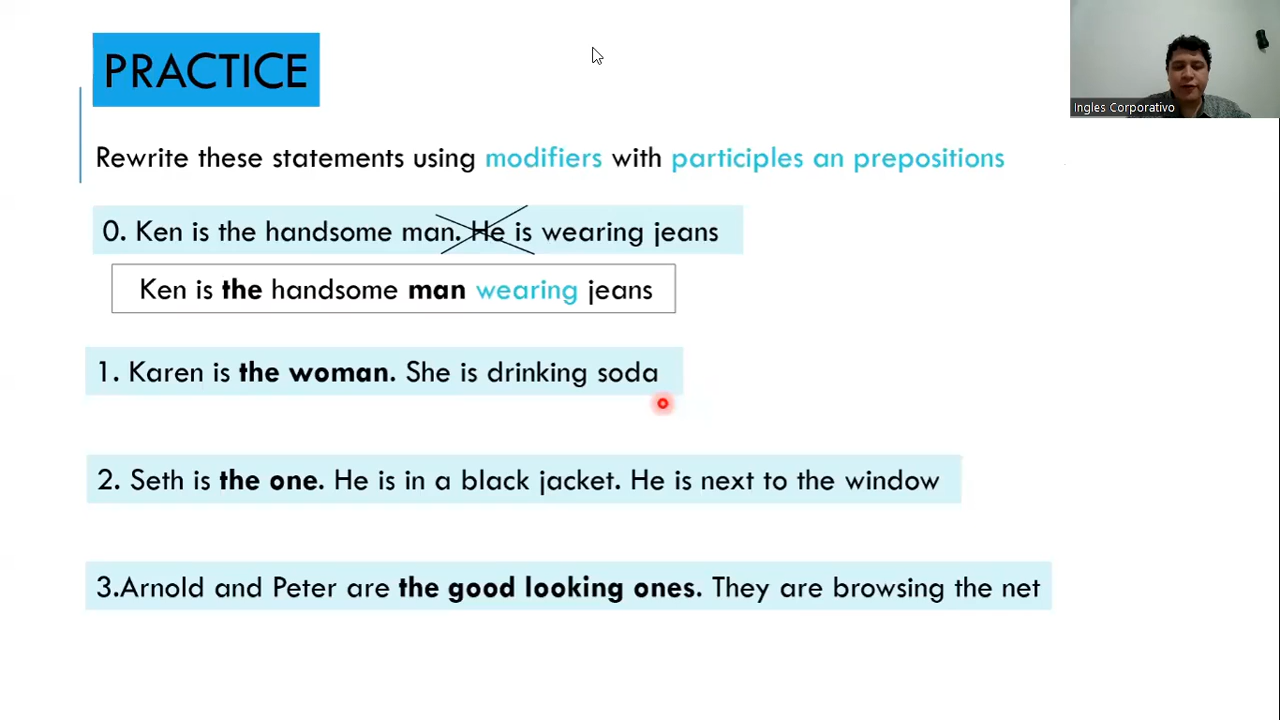 PRACTICE
Ingles Corporativo
Rewrite these statements using modifiers with participles an prepositions
0. Ken is the handsome man. He is wearing jeans
Ken is the handsome man wearing jeans
1. Karen is the woman. She is drinking soda
2. Seth is the one. He is in a black jacket. He is next to the window
3.Arnold and Peter are the good looking ones. They are browsing the net